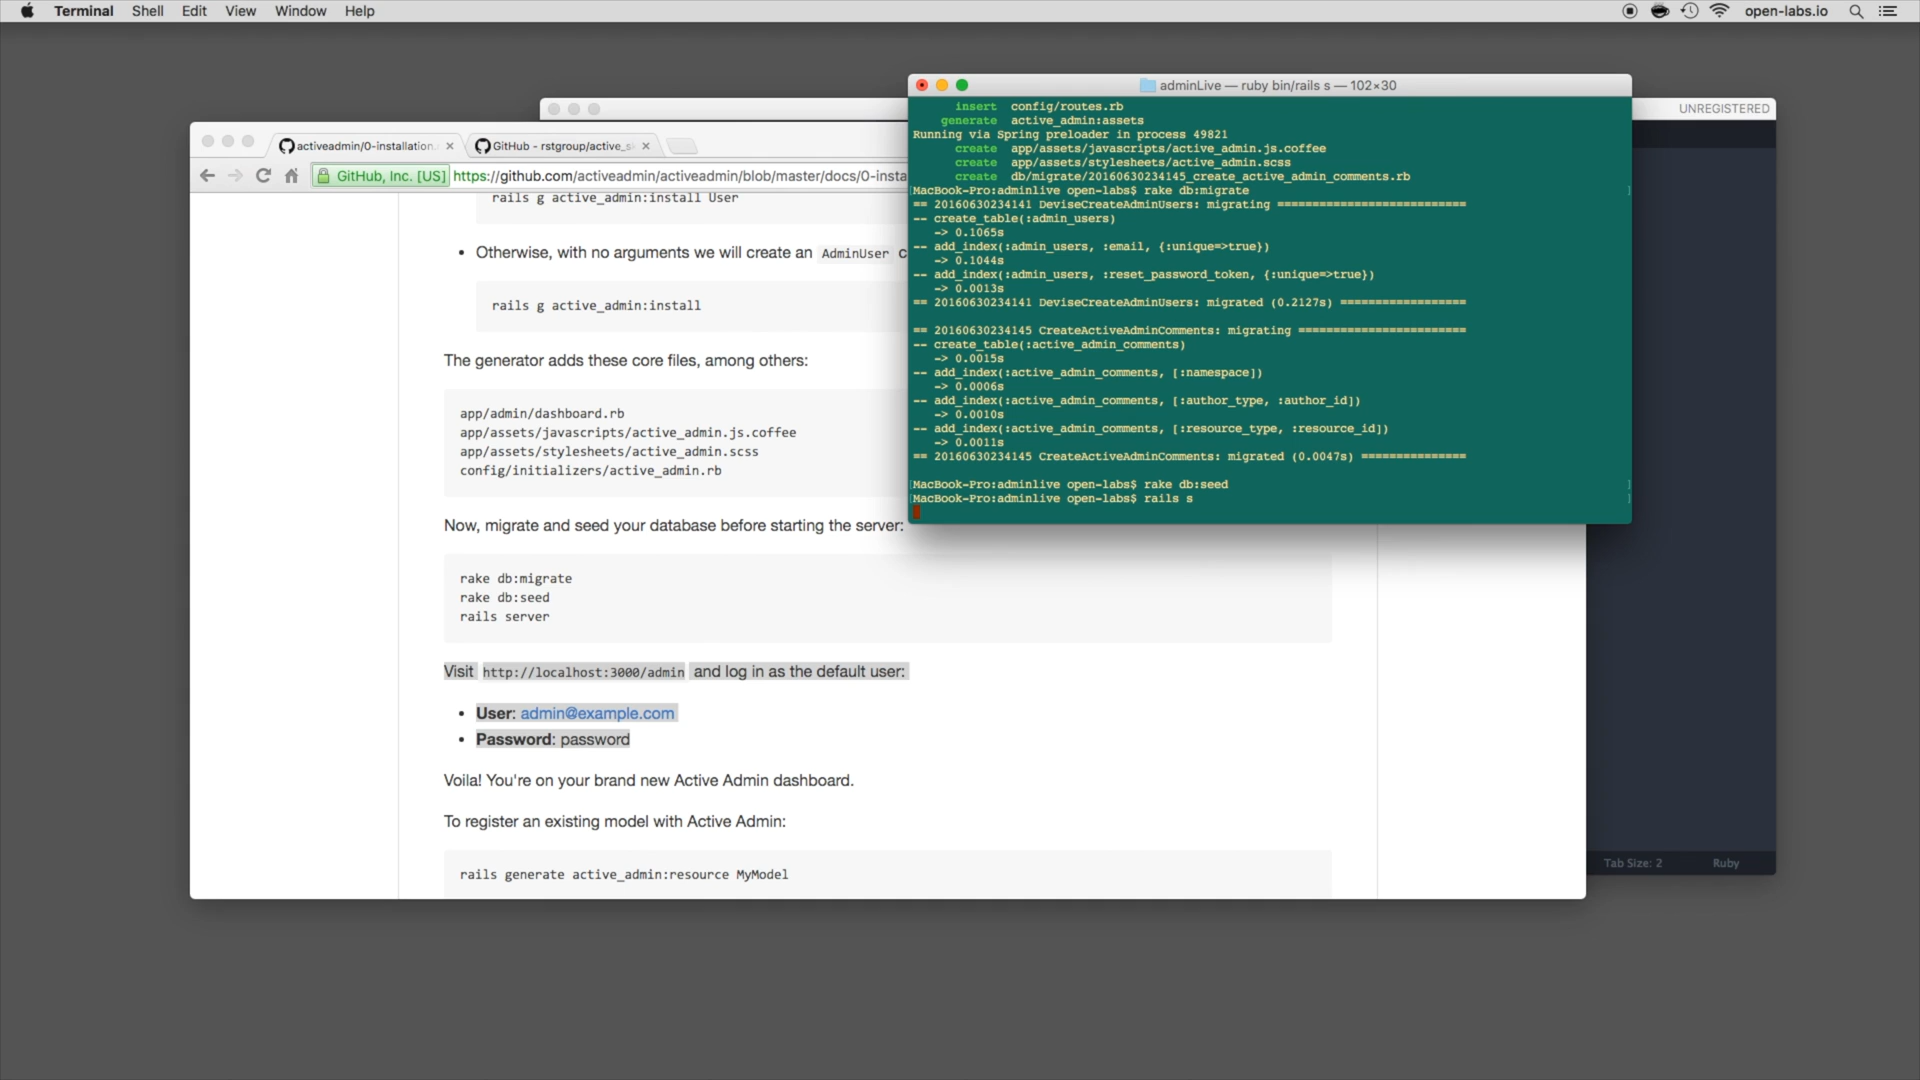 Terminal Shell Edit View Window Help open-labs.io
adminLive — ruby bin/rails s — 102×30
UNREGISTERED
insert config/routes.rb
generate active_admin:assets
Running via Spring preloader in process 49821
create app/assets/javascripts/active_admin.js.coffee
create app/assets/stylesheets/active_admin.scss
create db/migrate/20160630234145_create_active_admin_comments.rb
MacBook-Pro:adminlive open-labs$ rake db:migrate
== 20160630234141 DeviseCreateAdminUsers: migrating ===========================
-- create_table(:admin_users)
-> 0.1065s
-- add_index(:admin_users, :email, {:unique=>true})
-> 0.1044s
-- add_index(:admin_users, :reset_password_token, {:unique=>true})
-> 0.0013s
== 20160630234141 DeviseCreateAdminUsers: migrated (0.2127s) ==================
== 20160630234145 CreateActiveAdminComments: migrating ========================
-- create_table(:active_admin_comments)
-> 0.0015s
-- add_index(:active_admin_comments, [:namespace])
-> 0.0006s
-- add_index(:active_admin_comments, [:author_type, :author_id])
-> 0.0010s
-- add_index(:active_admin_comments, [:resource_type, :resource_id])
-> 0.0011s
== 20160630234145 CreateActiveAdminComments: migrated (0.0047s) ===============
MacBook-Pro:adminlive open-labs$ rake db:seed
MacBook-Pro:adminlive open-labs$ rails s
activeadmin/0-installation. GitHub - rstgroup/active_s
GitHub, Inc. [US] https://github.com/activeadmin/activeadmin/blob/master/docs/0-insta
rails g active_admin:install User
• Otherwise, with no arguments we will create an AdminUser c
rails g active_admin:install
The generator adds these core files, among others:
app/admin/dashboard.rb
app/assets/javascripts/active_admin.js.coffee
app/assets/stylesheets/active_admin.scss
config/initializers/active_admin.rb
Now, migrate and seed your database before starting the server:
rake db:migrate
rake db:seed
rails server
Visit http://localhost:3000/admin and log in as the default user:
• User: admin@example.com
• Password: password
Voila! You're on your brand new Active Admin dashboard.
To register an existing model with Active Admin:
rails generate active_admin:resource MyModel
Tab Size: 2 Ruby